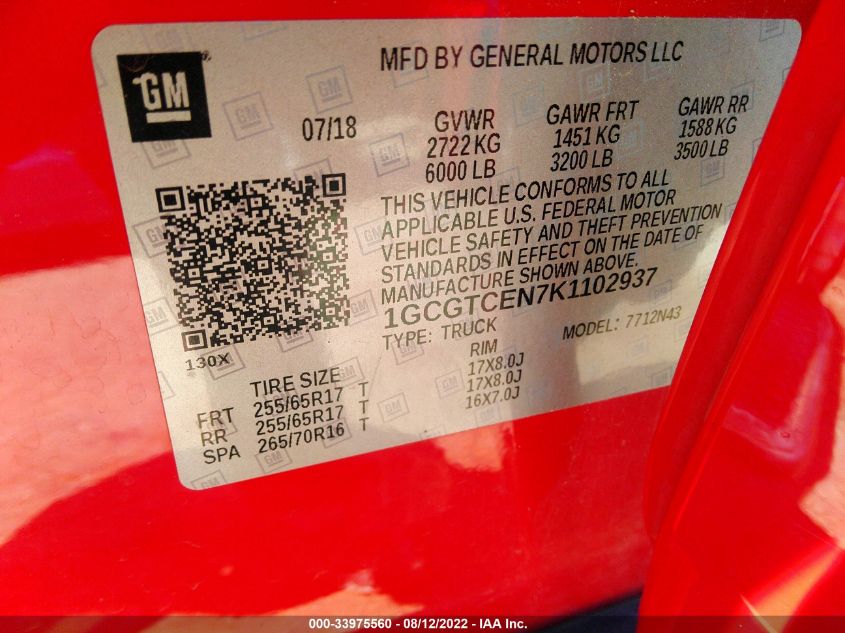 GM
MFD BY GENERAL MOTORS LLC
07/18
GVWR
2722 KG
6000 LB
GAWR FRT
1451 KG
3200 LB
GAWR RR
1588 KG
3500 LB
THIS VEHICLE CONFORMS TO ALL
APPLICABLE U.S. FEDERAL MOTOR
VEHICLE SAFETY AND THEFT PREVENTION
STANDARDS IN EFFECT ON THE DATE OF
MANUFACTURE SHOWN ABOVE.
1GCGTCEN7K1102937
TYPE: TRUCK MODEL: 7712N43
130X
TIRE SIZE RIM
FRT 255/65R17 T 17X8.0J
RR 255/65R17 T 17X8.0J
SPA 265/70R16 T 16X7.0J
000-33975560 - 08/12/2022 - IAA Inc.